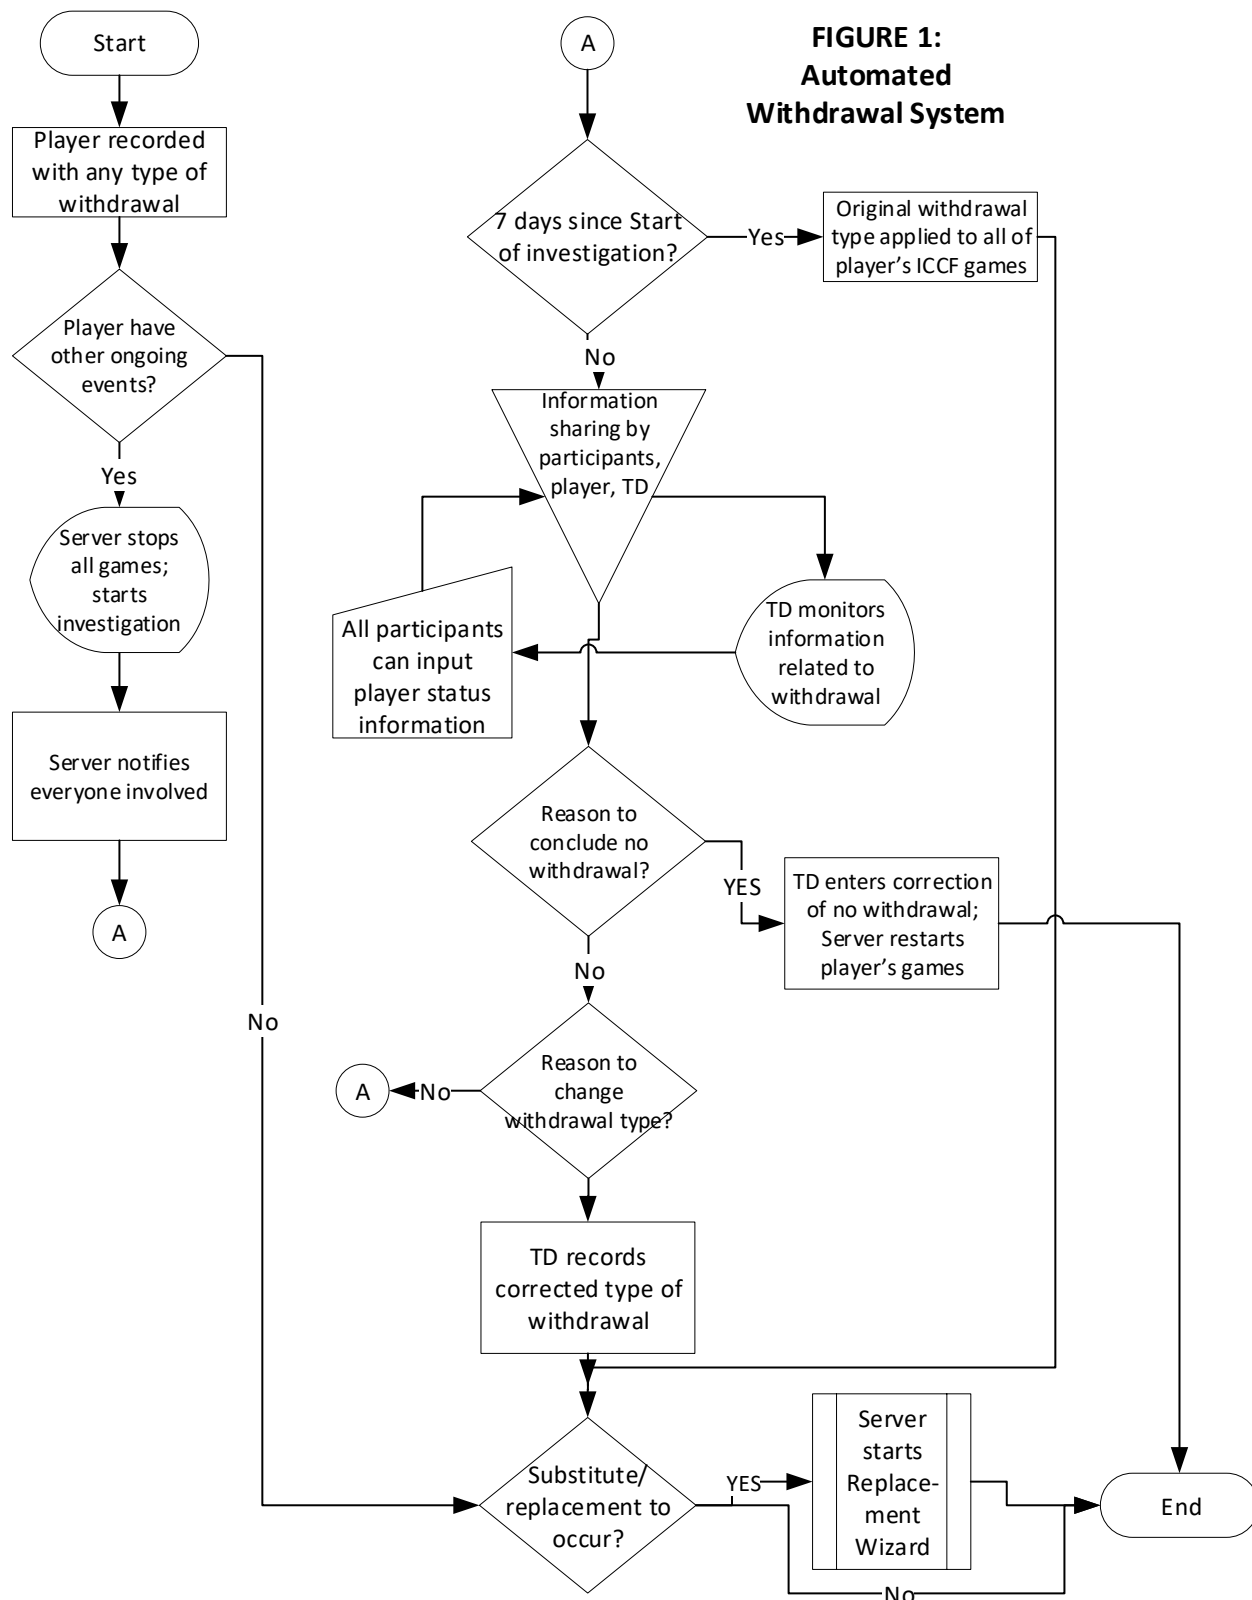 Start
Player recorded
with any type of
withdrawal
Player have
other ongoing
events?
Yes
Server stops
all games;
starts
investigation
Server notifies
everyone involved
A
No
A
FIGURE 1:
Automated
Withdrawal System
7 days since Start
of investigation?
Yes
Original withdrawal
type applied to all of
player’s ICCF games
No
Information
sharing by
participants,
player, TD
TD monitors
information
related to
withdrawal
All participants
can input
player status
information
Reason to
conclude no
withdrawal?
YES
TD enters correction
of no withdrawal;
Server restarts
player’s games
No
Reason to
change
withdrawal type?
No
A
TD records
corrected type of
withdrawal
Substitute/
replacement to
occur?
YES
Server
starts
Replace-
ment
Wizard
No
End